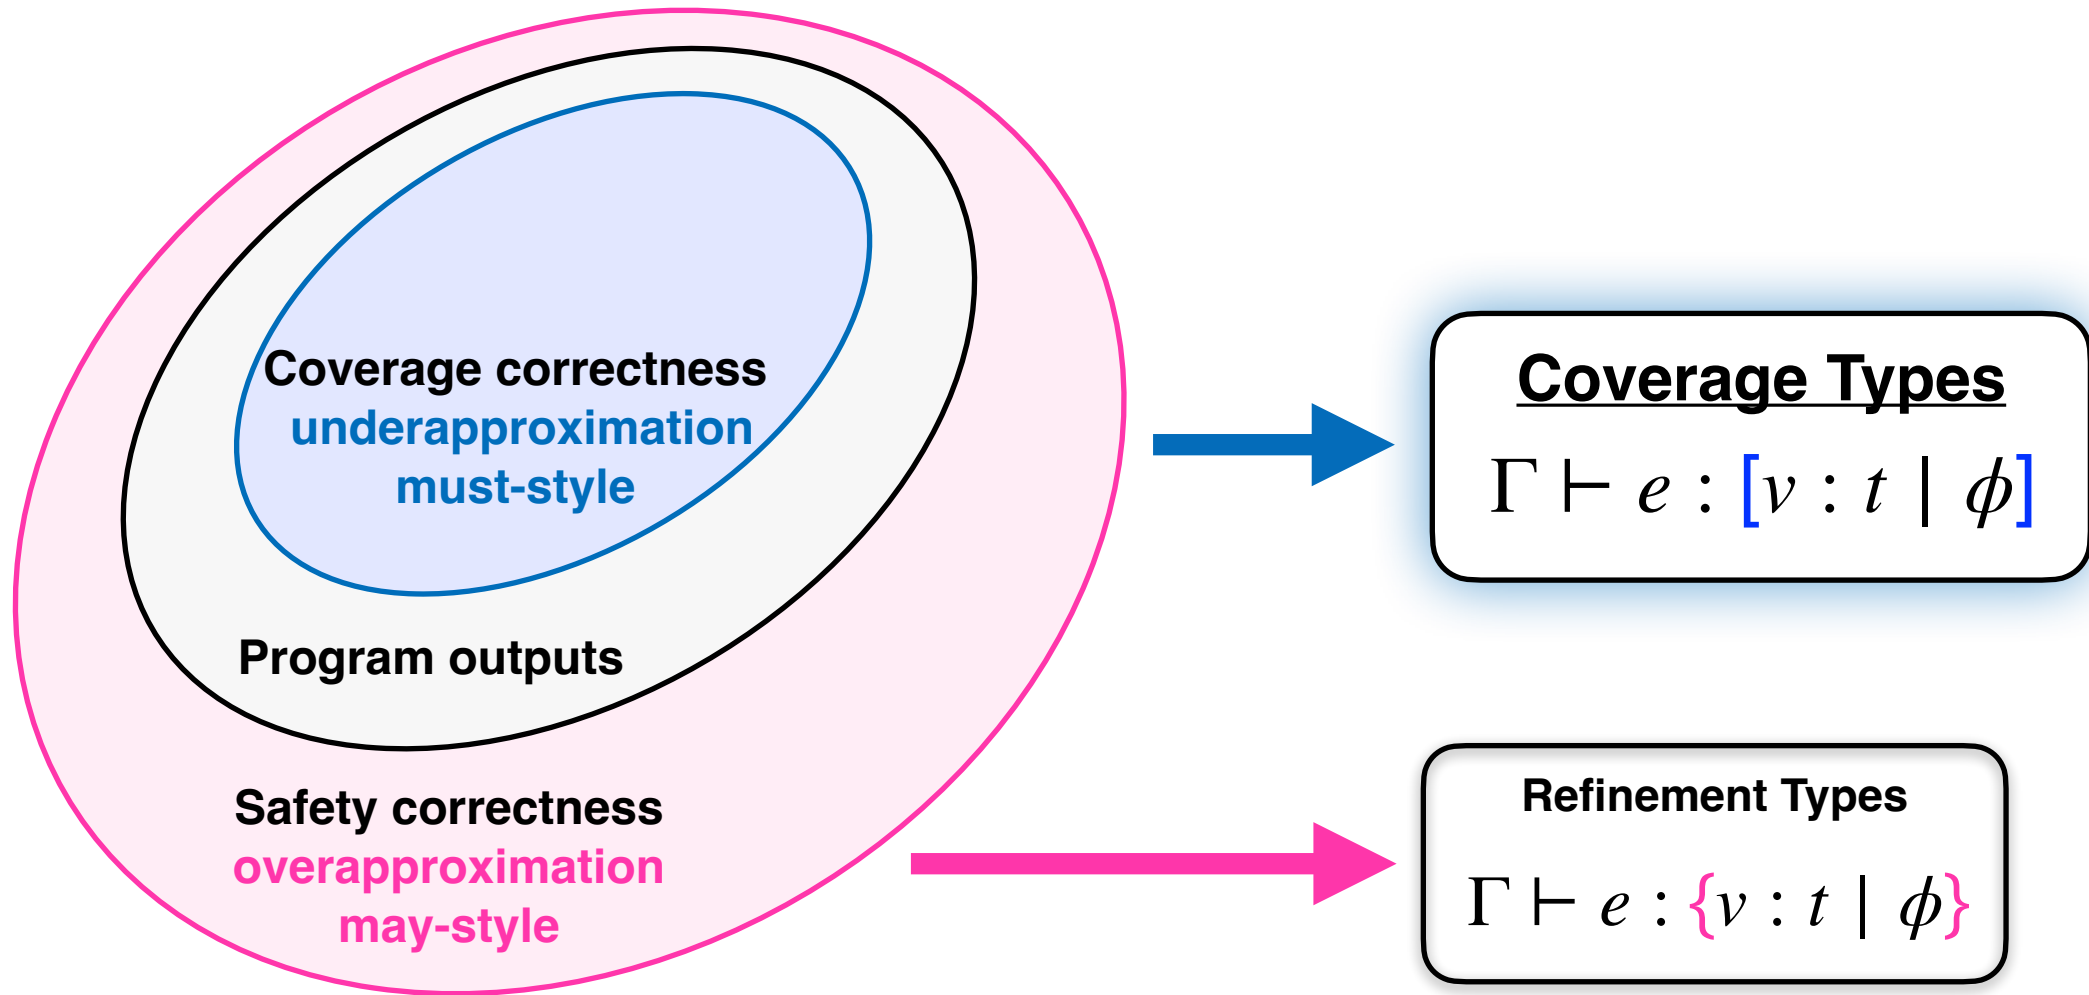 Coverage correctness
underapproximation
must-style
Program outputs
Safety correctness
overapproximation
may-style
Coverage Types
Γ ⊢ e : [ν : t | ϕ]
Refinement Types
Γ ⊢ e : {ν : t | ϕ}